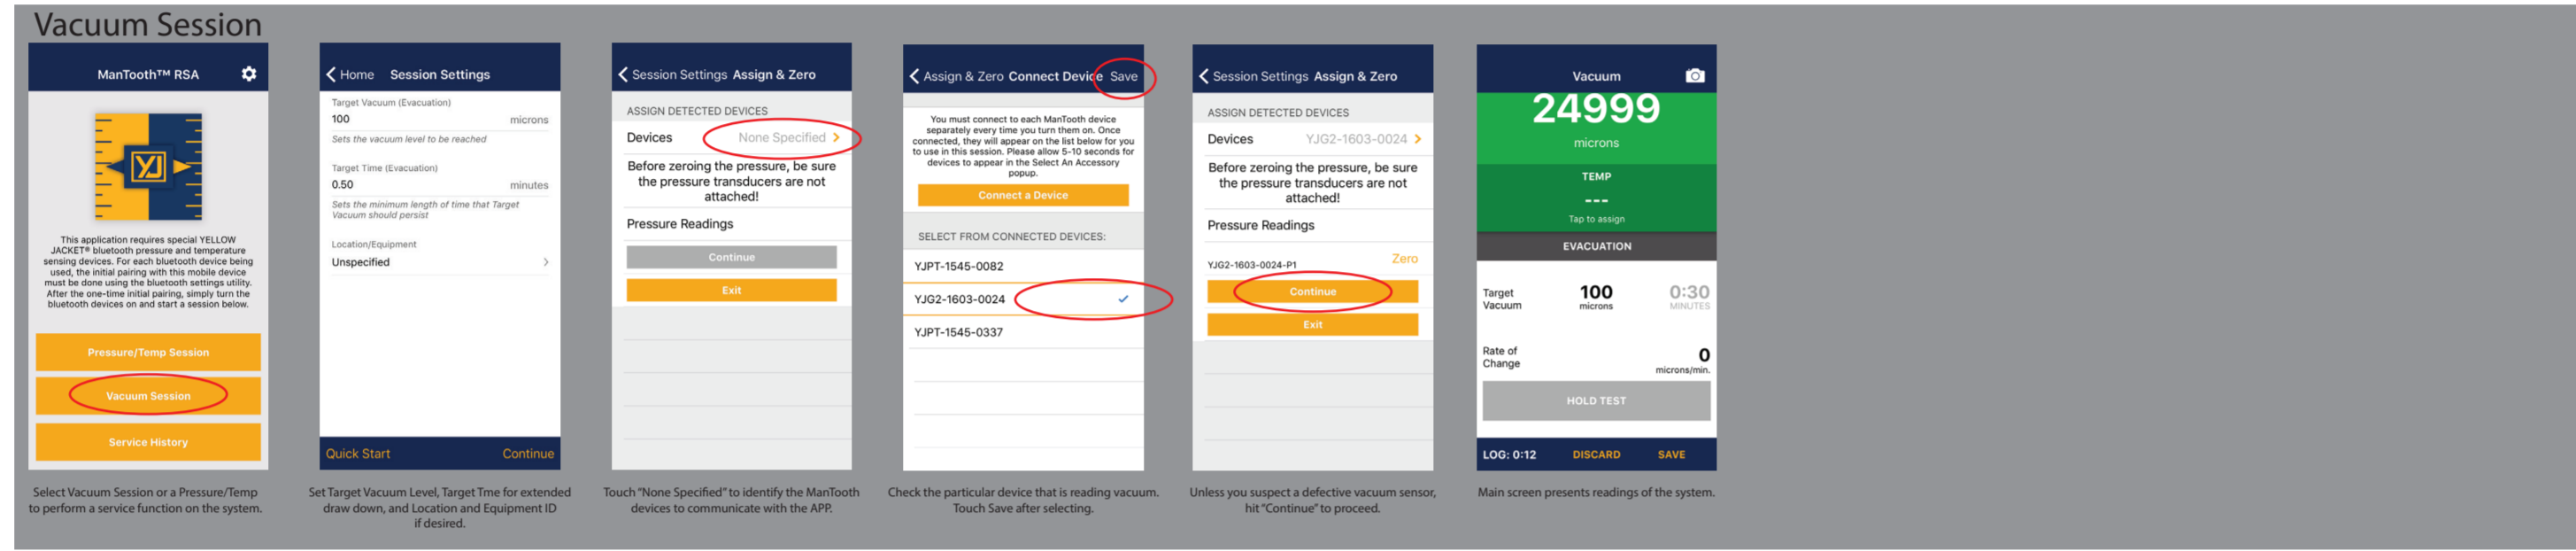 Vacuum Session
ManTooth™ RSA
YJ
This application requires special YELLOW
JACKET® bluetooth pressure and temperature
sensing devices. For each bluetooth device being
used, the initial pairing with this mobile device
must be done using the bluetooth settings utility.
After the one-time initial pairing, simply turn the
bluetooth devices on and start a session below.
Pressure/Temp Session
Vacuum Session
Service History
Select Vacuum Session or a Pressure/Temp
to perform a service function on the system.
Home Session Settings
Target Vacuum (Evacuation)
100 microns
Sets the vacuum level to be reached
Target Time (Evacuation)
0.50 minutes
Sets the minimum length of time that Target
Vacuum should persist
Location/Equipment
Unspecified
Quick Start Continue
Set Target Vacuum Level, Target Tme for extended
draw down, and Location and Equipment ID
if desired.
Session Settings Assign & Zero
ASSIGN DETECTED DEVICES
Devices None Specified
Before zeroing the pressure, be sure
the pressure transducers are not
attached!
Pressure Readings
Continue
Exit
Touch "None Specified" to identify the ManTooth
devices to communicate with the APP.
Assign & Zero Connect Device Save
You must connect to each ManTooth device
separately every time you turn them on. Once
connected, they will appear on the list below for you
to use in this session. Please allow 5-10 seconds for
devices to appear in the Select An Accessory
popup.
Connect a Device
SELECT FROM CONNECTED DEVICES:
YJPT-1545-0082
YJG2-1603-0024
YJPT-1545-0337
Check the particular device that is reading vacuum.
Touch Save after selecting.
Session Settings Assign & Zero
ASSIGN DETECTED DEVICES
Devices YJG2-1603-0024
Before zeroing the pressure, be sure
the pressure transducers are not
attached!
Pressure Readings
YJG2-1603-0024-P1 Zero
Continue
Exit
Unless you suspect a defective vacuum sensor,
hit "Continue" to proceed.
Vacuum
24999
microns
TEMP
---
Tap to assign
EVACUATION
Target Vacuum 100 microns 0:30 MINUTES
Rate of Change 0 microns/min.
HOLD TEST
LOG: 0:12 DISCARD SAVE
Main screen presents readings of the system.